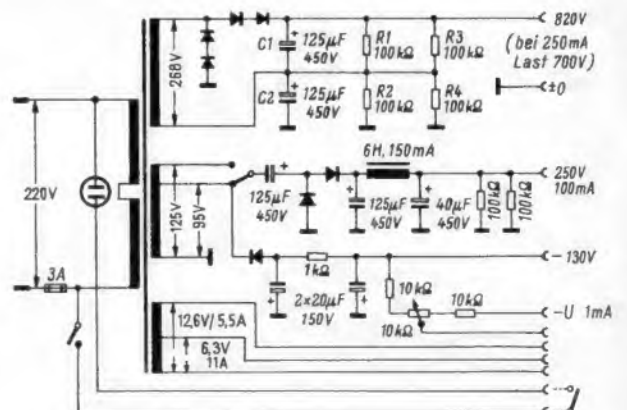 820V
C1
125µF
450V
R1
100kΩ
R3
100kΩ
(bei 250mA
Last 700V)
268V
C2
125µF
450V
R2
100kΩ
R4
100kΩ
±0
6H, 150mA
250V
100mA
220V
125V
95V
125µF
450V
125µF
450V
40µF
450V
100kΩ
100kΩ
-130V
1kΩ
3A
2×20µF
150V
10kΩ
10kΩ
10kΩ
-U 1mA
12,6V/5,5A
6,3V
11A